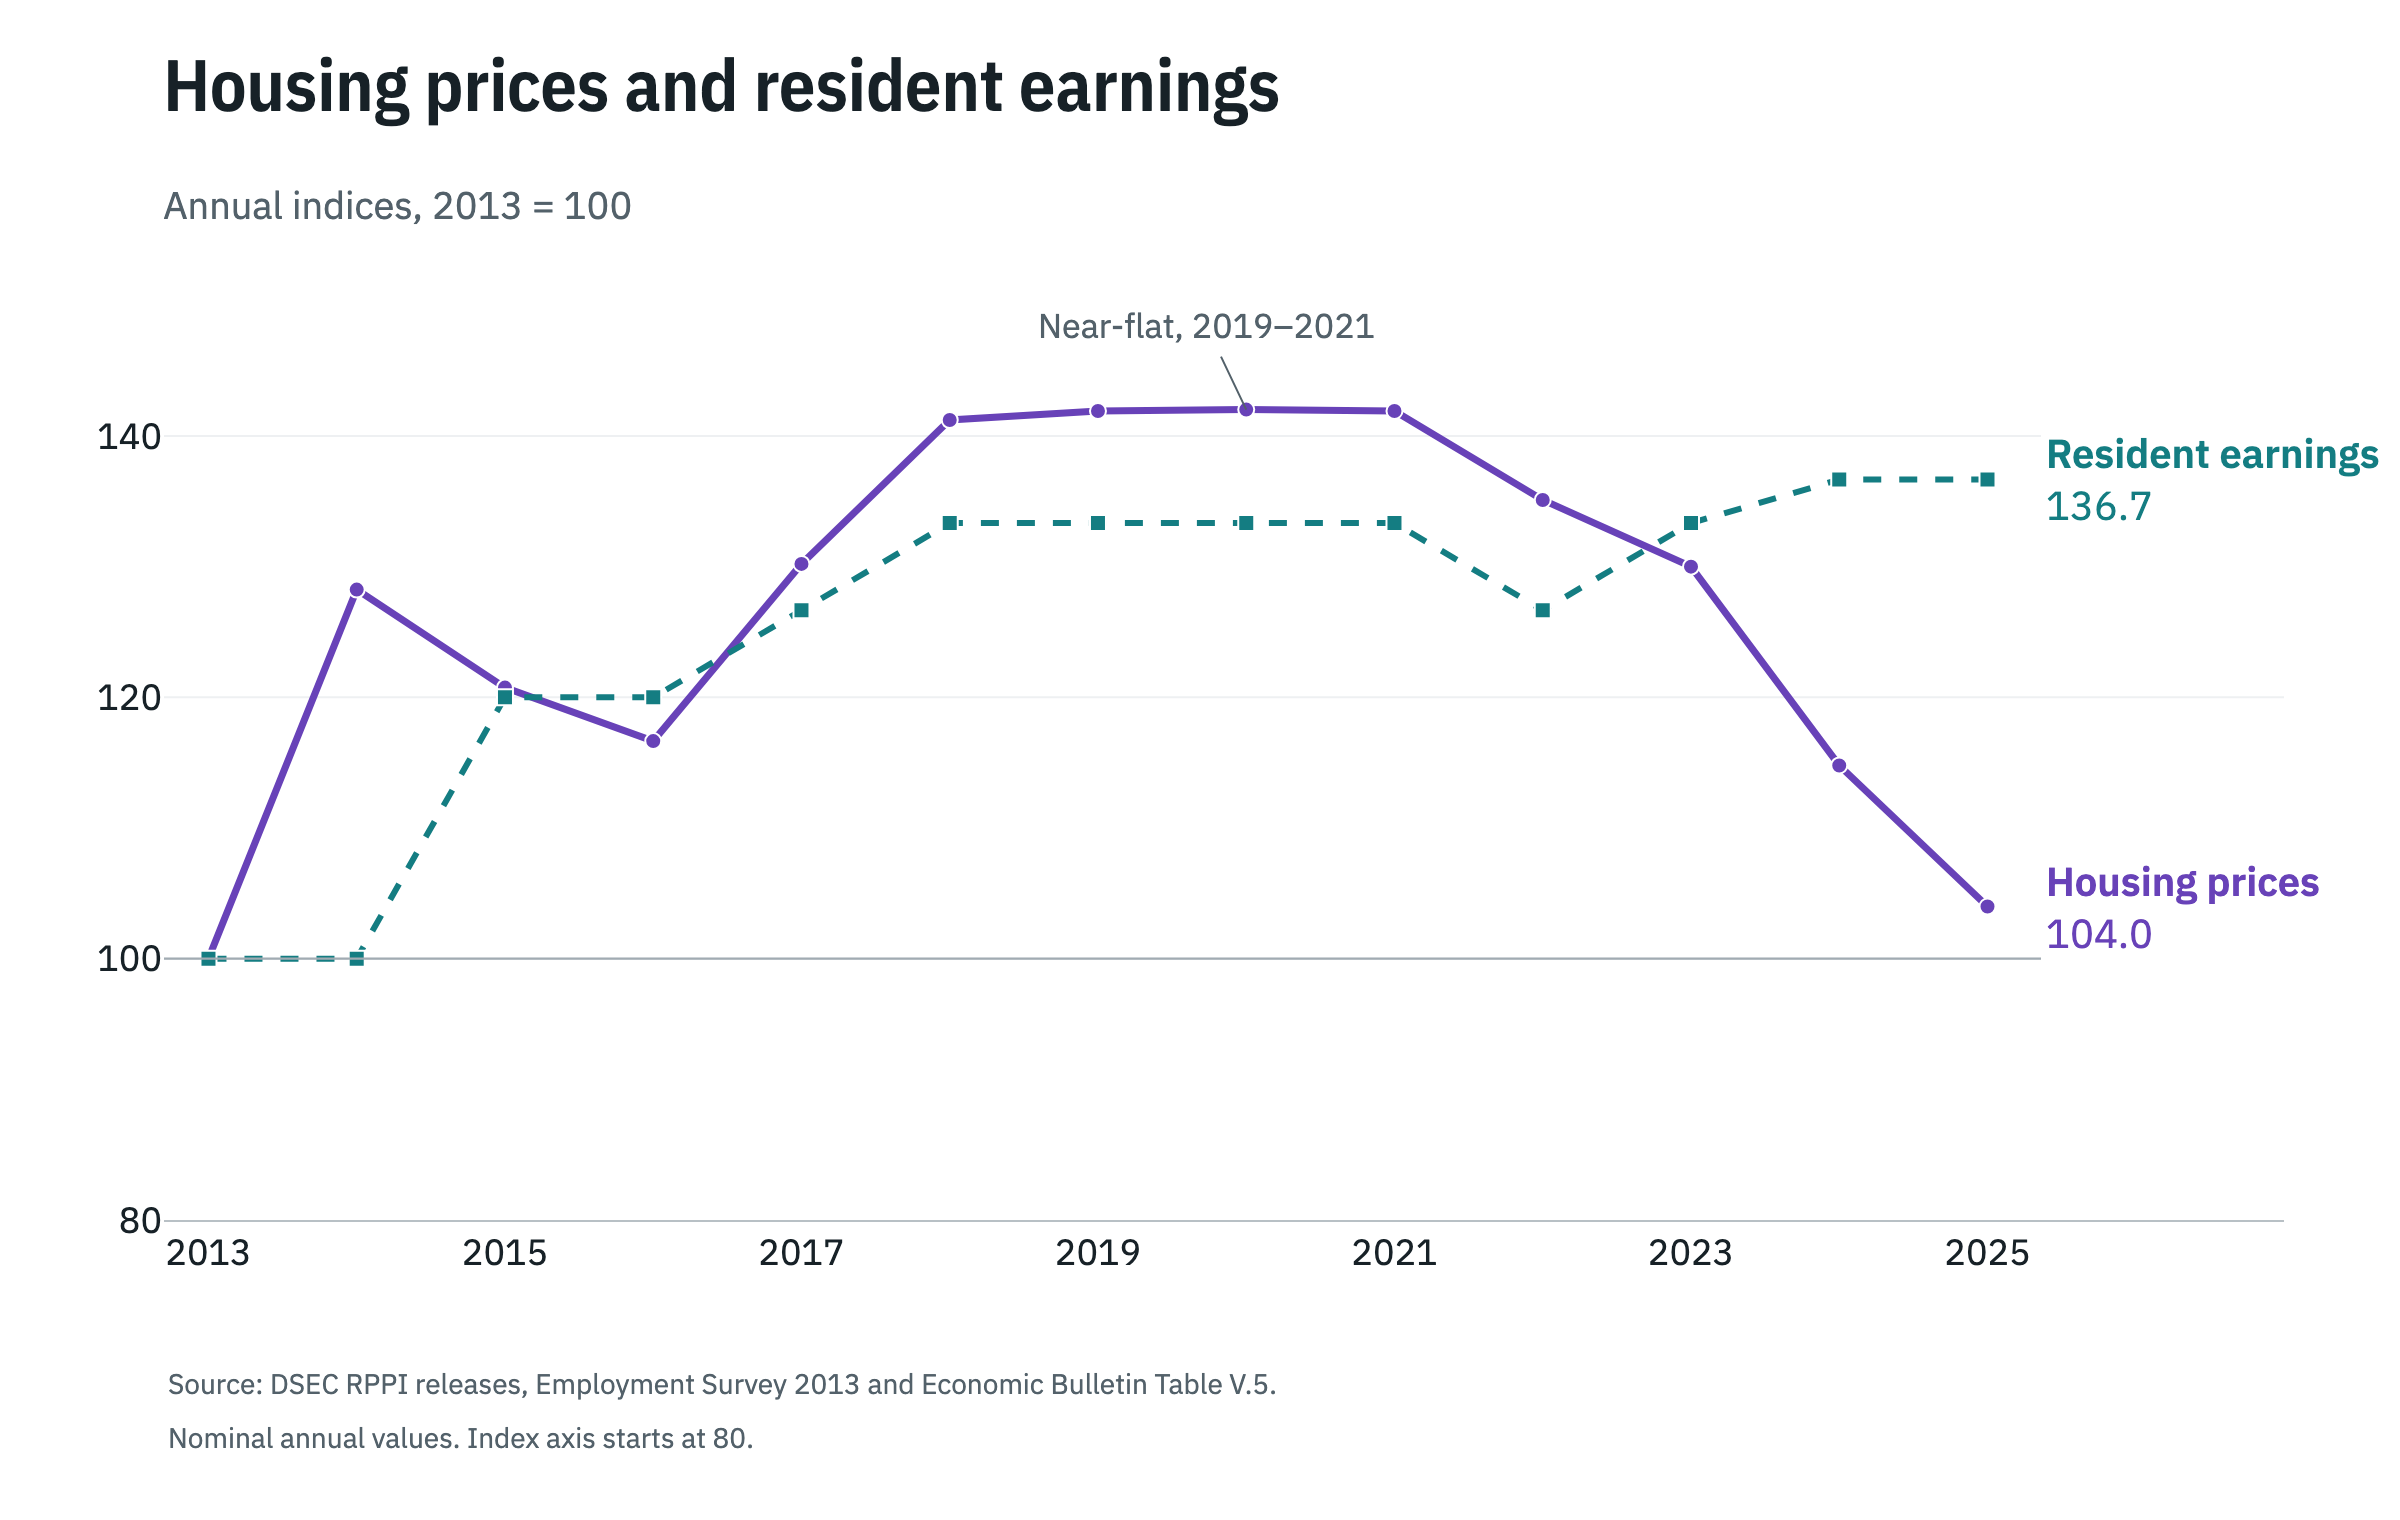 Housing prices and resident earnings
Annual indices, 2013 = 100
Near-flat, 2019–2021
140
Resident earnings
136.7
120
Housing prices
104.0
100
80
2013 2015 2017 2019 2021 2023 2025
Source: DSEC RPPI releases, Employment Survey 2013 and Economic Bulletin Table V.5.
Nominal annual values. Index axis starts at 80.